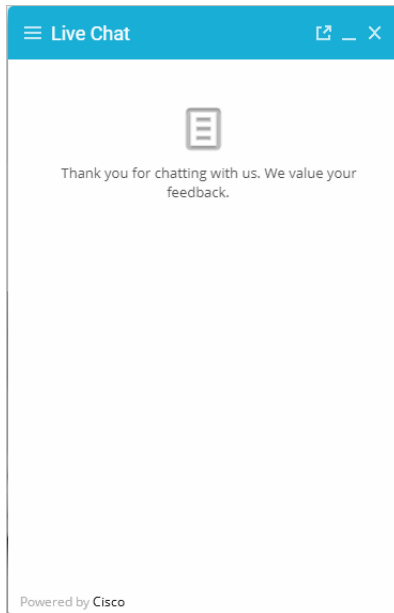 Live Chat
Thank you for chatting with us. We value your
feedback.
Powered by Cisco